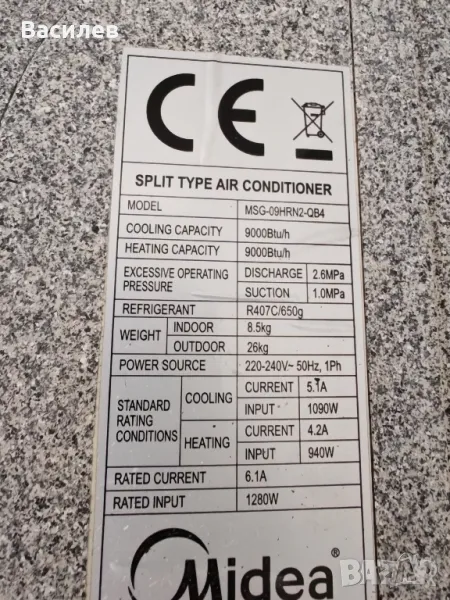 Василев
CE
SPLIT TYPE AIR CONDITIONER
MODEL MSG-09HRN2-QB4
COOLING CAPACITY 9000Btu/h
HEATING CAPACITY 9000Btu/h
EXCESSIVE OPERATING PRESSURE DISCHARGE 2.6MPa
SUCTION 1.0MPa
REFRIGERANT R407C/650g
WEIGHT INDOOR 8.5kg
OUTDOOR 26kg
POWER SOURCE 220-240V~ 50Hz, 1Ph
STANDARD RATING CONDITIONS COOLING CURRENT 5.1A
INPUT 1090W
HEATING CURRENT 4.2A
INPUT 940W
RATED CURRENT 6.1A
RATED INPUT 1280W
Midea®